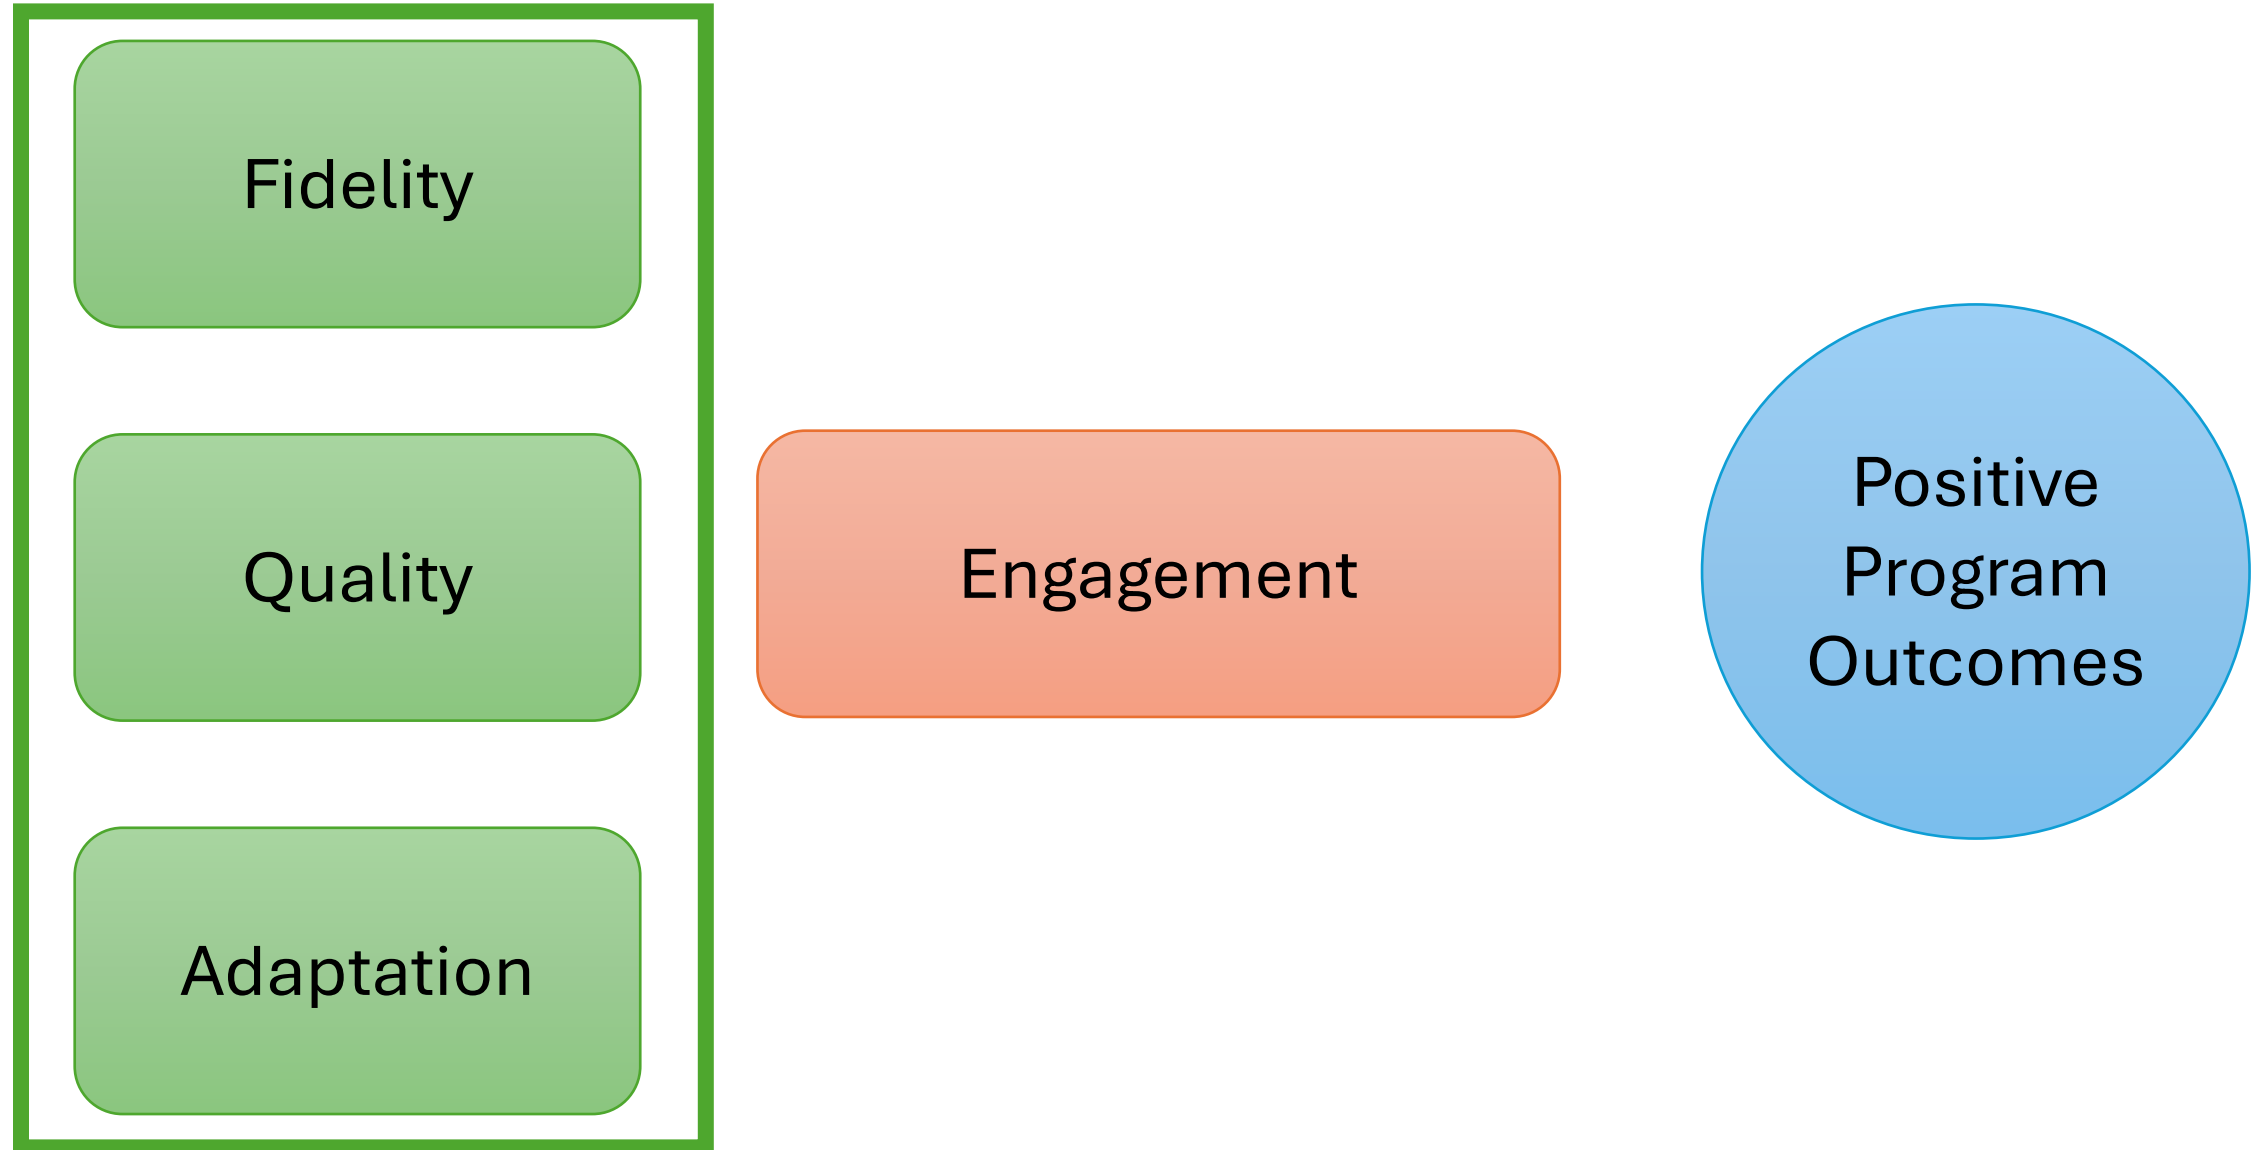 Fidelity
Quality
Adaptation
Engagement
Positive
Program
Outcomes